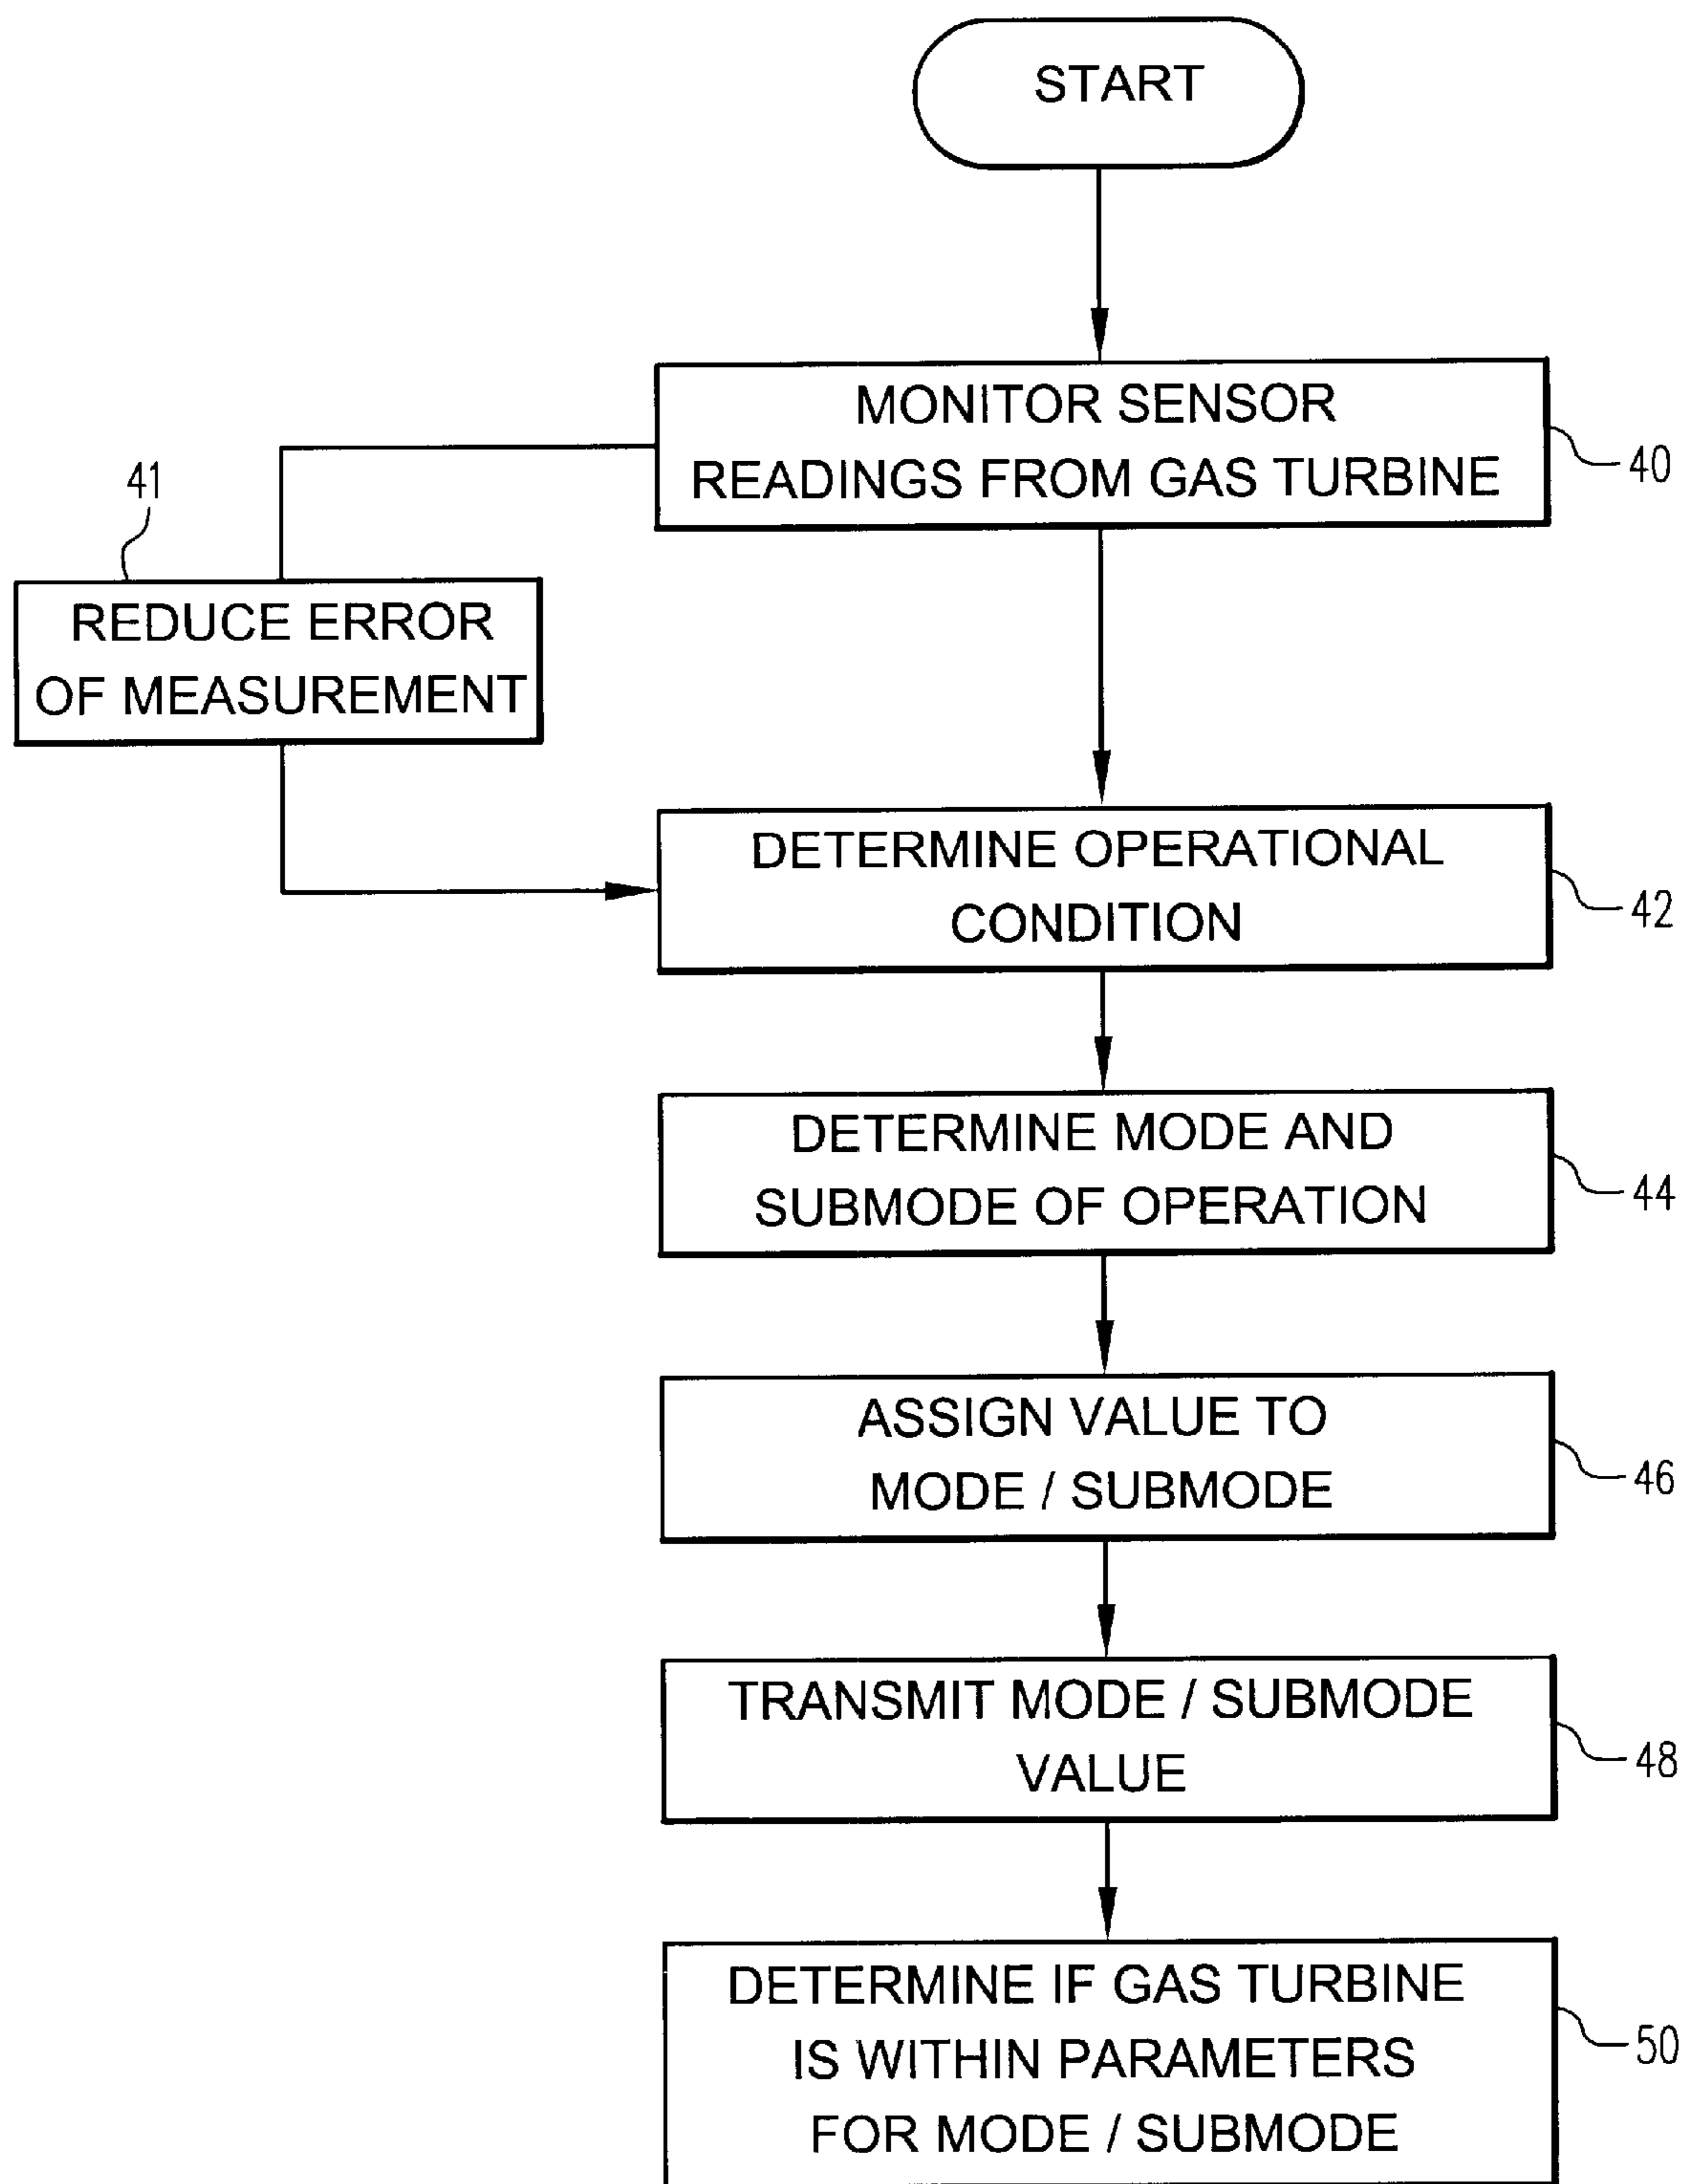 START
MONITOR SENSOR
READINGS FROM GAS TURBINE
40
41
REDUCE ERROR
OF MEASUREMENT
DETERMINE OPERATIONAL
CONDITION
42
DETERMINE MODE AND
SUBMODE OF OPERATION
44
ASSIGN VALUE TO
MODE / SUBMODE
46
TRANSMIT MODE / SUBMODE
VALUE
48
DETERMINE IF GAS TURBINE
IS WITHIN PARAMETERS
FOR MODE / SUBMODE
50